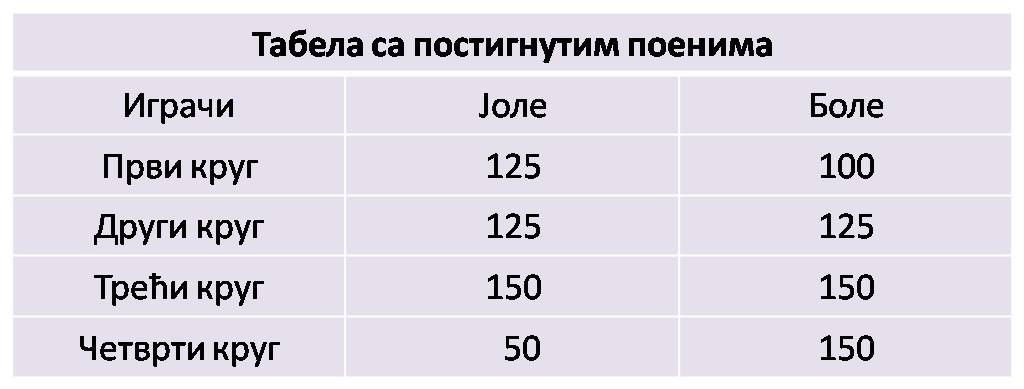 Табела са постигнутим поенима
Играчи Јоле Боле
Први круг 125 100
Други круг 125 125
Трећи круг 150 150
Четврти круг 50 150